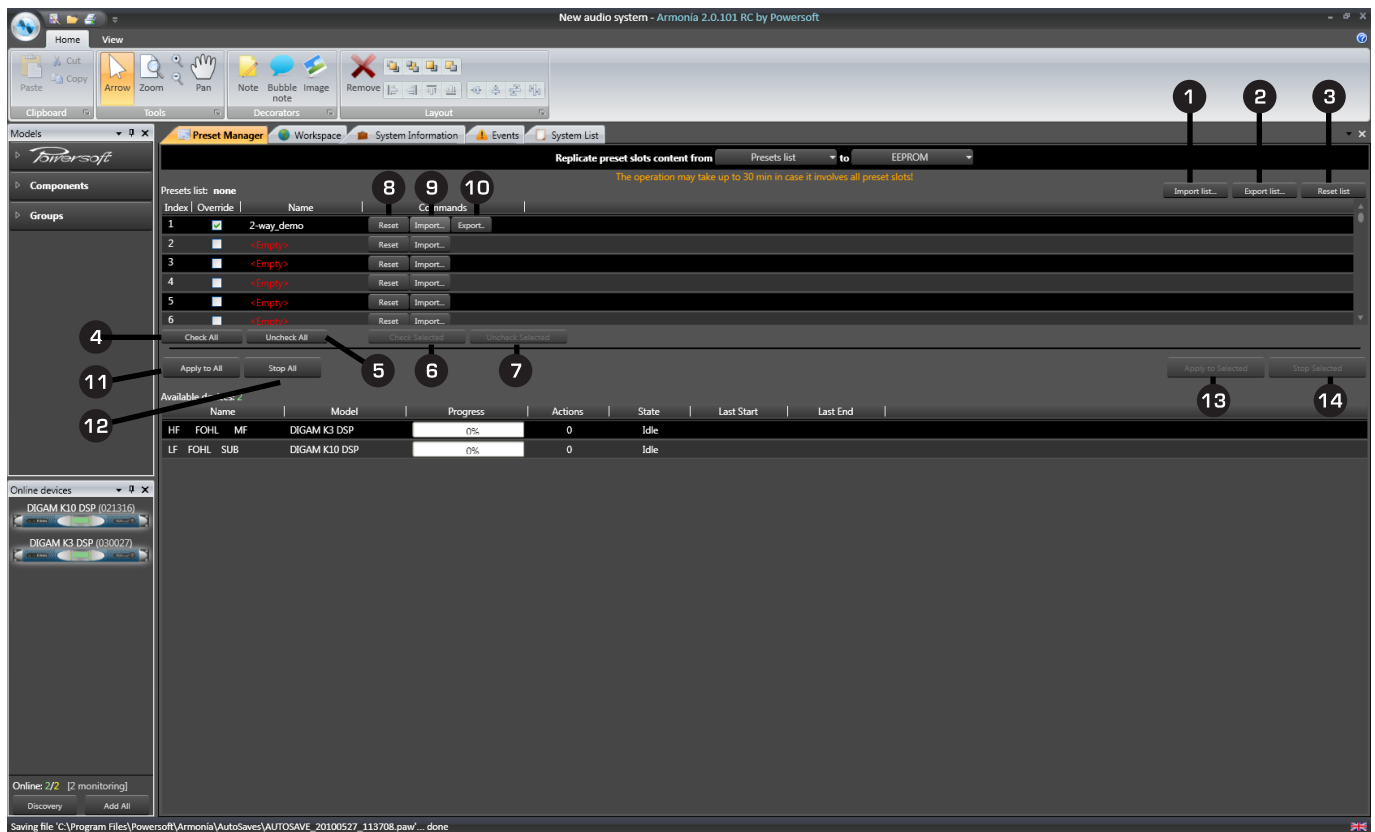 New audio system - Armonía 2.0.101 RC by Powersoft
Home View
Cut
Copy
Paste
Arrow Zoom Pan
Note Bubble note Image
Remove
Clipboard Tools Decorators Layout
1 2 3
Models
Preset Manager Workspace System Information Events System List
Powersoft
Components
Groups
Replicate preset slots content from Presets list to EEPROM
The operation may take up to 30 min in case it involves all preset slots!
8 9 10
Presets list: none
Import list... Export list... Reset list
Index Override Name Commands
1 2-way_demo Reset Import... Export..
2 <Empty> Reset Import...
3 <Empty> Reset Import...
4 <Empty> Reset Import...
5 <Empty> Reset Import...
6 <Empty> Reset Import...
4
Check All Uncheck All Check Selected Uncheck Selected
5 6 7
Apply to All Stop All Apply to Selected Stop Selected
11
12
13 14
Available devices: 2
Name Model Progress Actions State Last Start Last End
HF FOHL MF DIGAM K3 DSP 0% 0 Idle
LF FOHL SUB DIGAM K10 DSP 0% 0 Idle
Online devices
DIGAM K10 DSP (021316)
DIGAM K3 DSP (030027)
Online: 2/2 [2 monitoring]
Discovery Add All
Saving file 'C:\Program Files\Powersoft\Armonía\AutoSaves\AUTOSAVE_20100527_113708.paw'... done